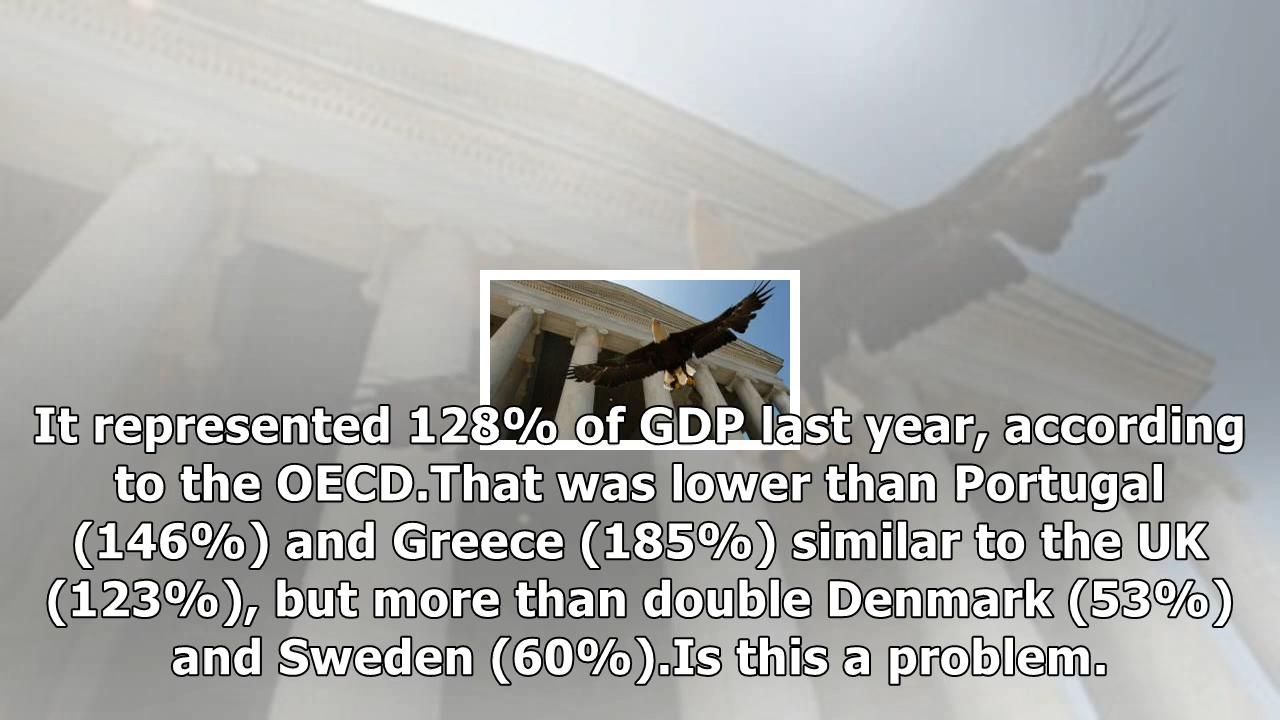 It represented 128% of GDP last year, according
to the OECD.That was lower than Portugal
(146%) and Greece (185%) similar to the UK
(123%), but more than double Denmark (53%)
and Sweden (60%).Is this a problem.